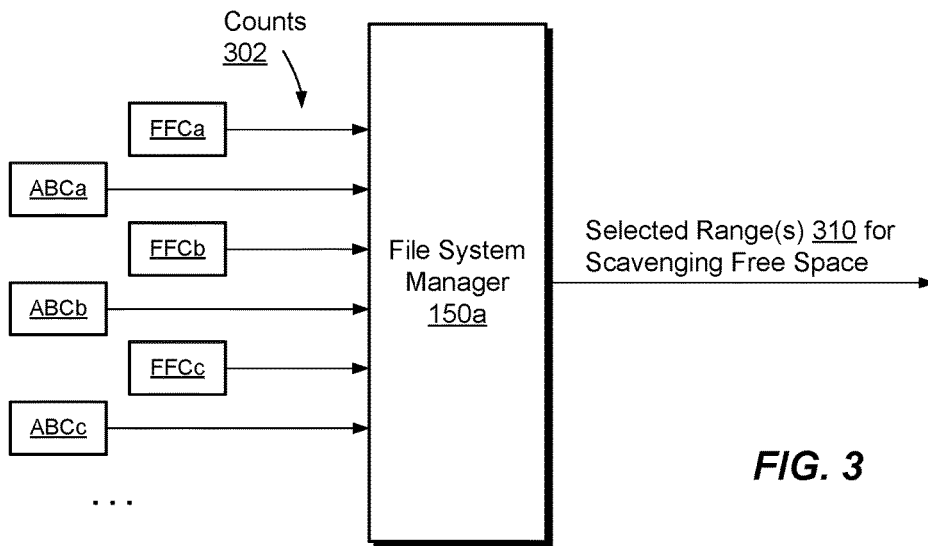 Counts
302
FFCa
ABCa
FFCb
ABCb
FFCc
ABCc
. . .
File System
Manager
150a
Selected Range(s) 310 for
Scavenging Free Space
FIG. 3